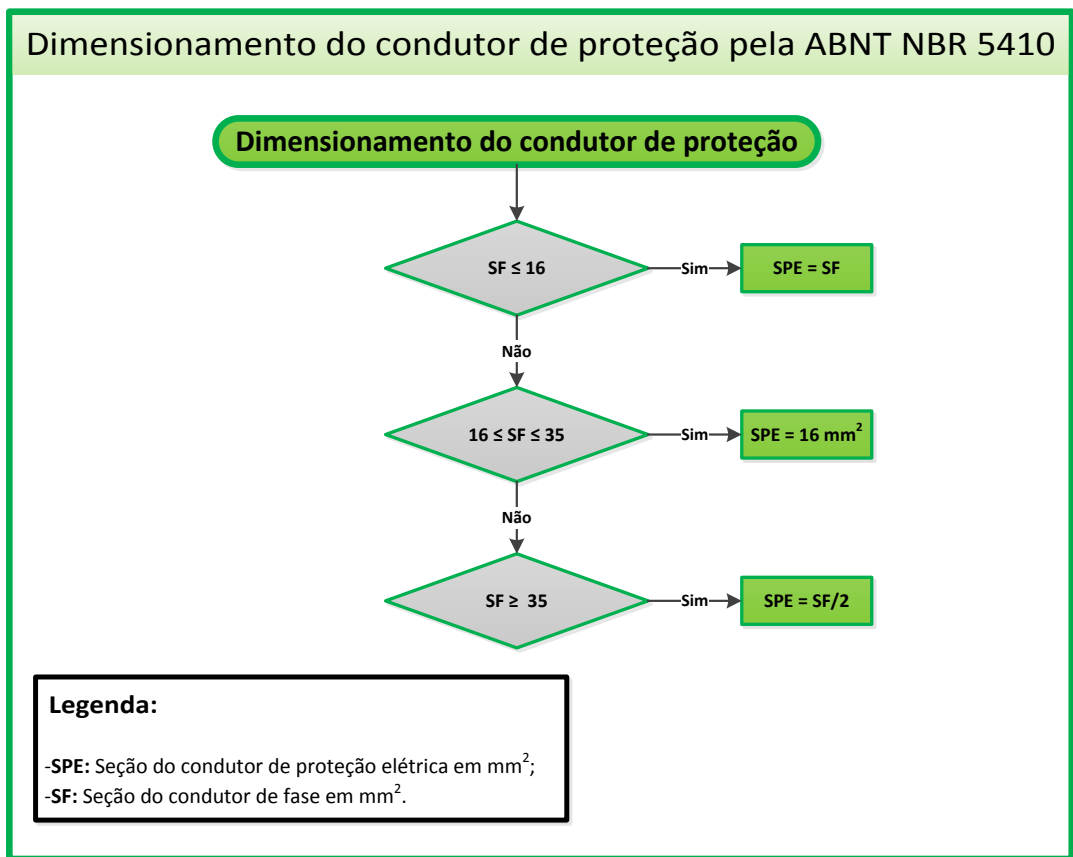 Dimensionamento do condutor de proteção pela ABNT NBR 5410
Dimensionamento do condutor de proteção
SF ≤ 16
Sim
SPE = SF
Não
16 ≤ SF ≤ 35
Sim
SPE = 16 mm²
Não
SF ≥ 35
Sim
SPE = SF/2
Legenda:
-SPE: Seção do condutor de proteção elétrica em mm²;
-SF: Seção do condutor de fase em mm².